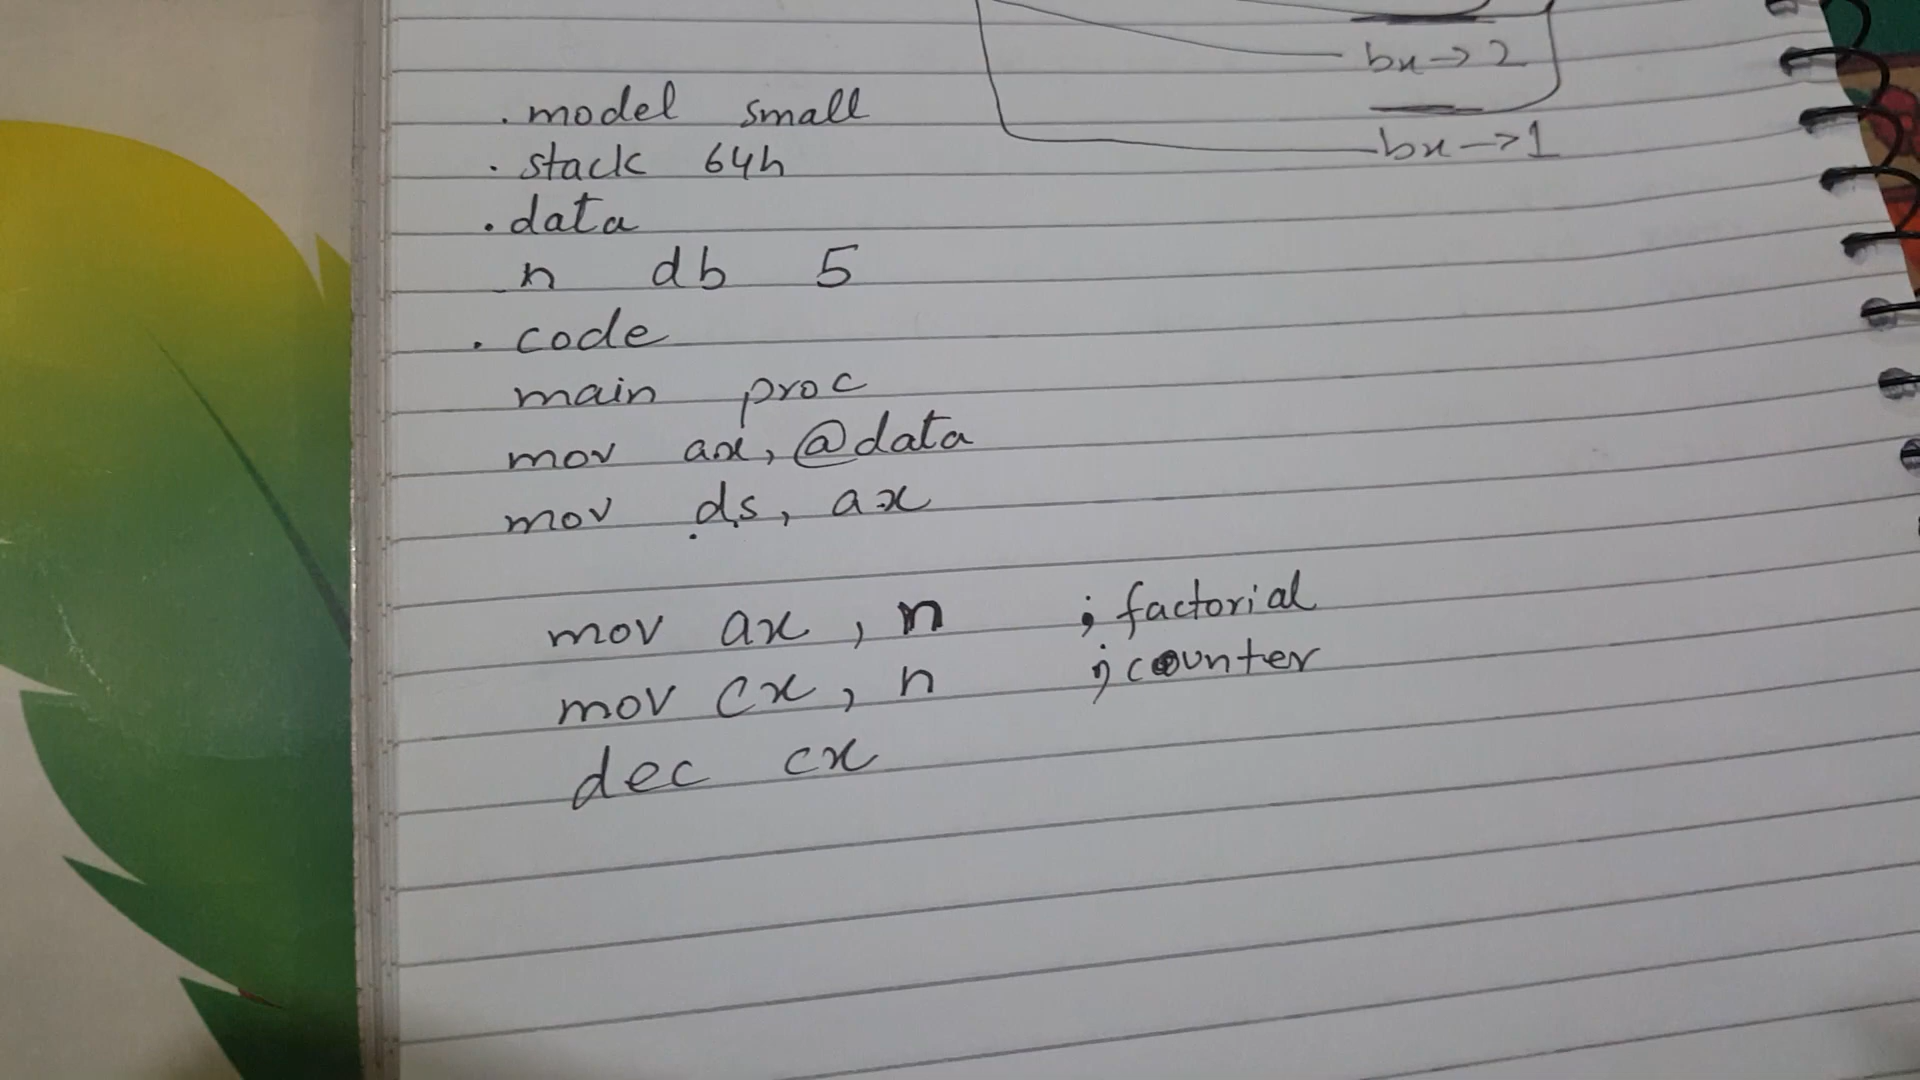 bx → 2
bx → 1
.model small
.stack 64h
.data
n db 5
.code
main proc
mov ax, @data
mov ds, ax
mov ax, n ; factorial
mov cx, n ; counter
dec cx